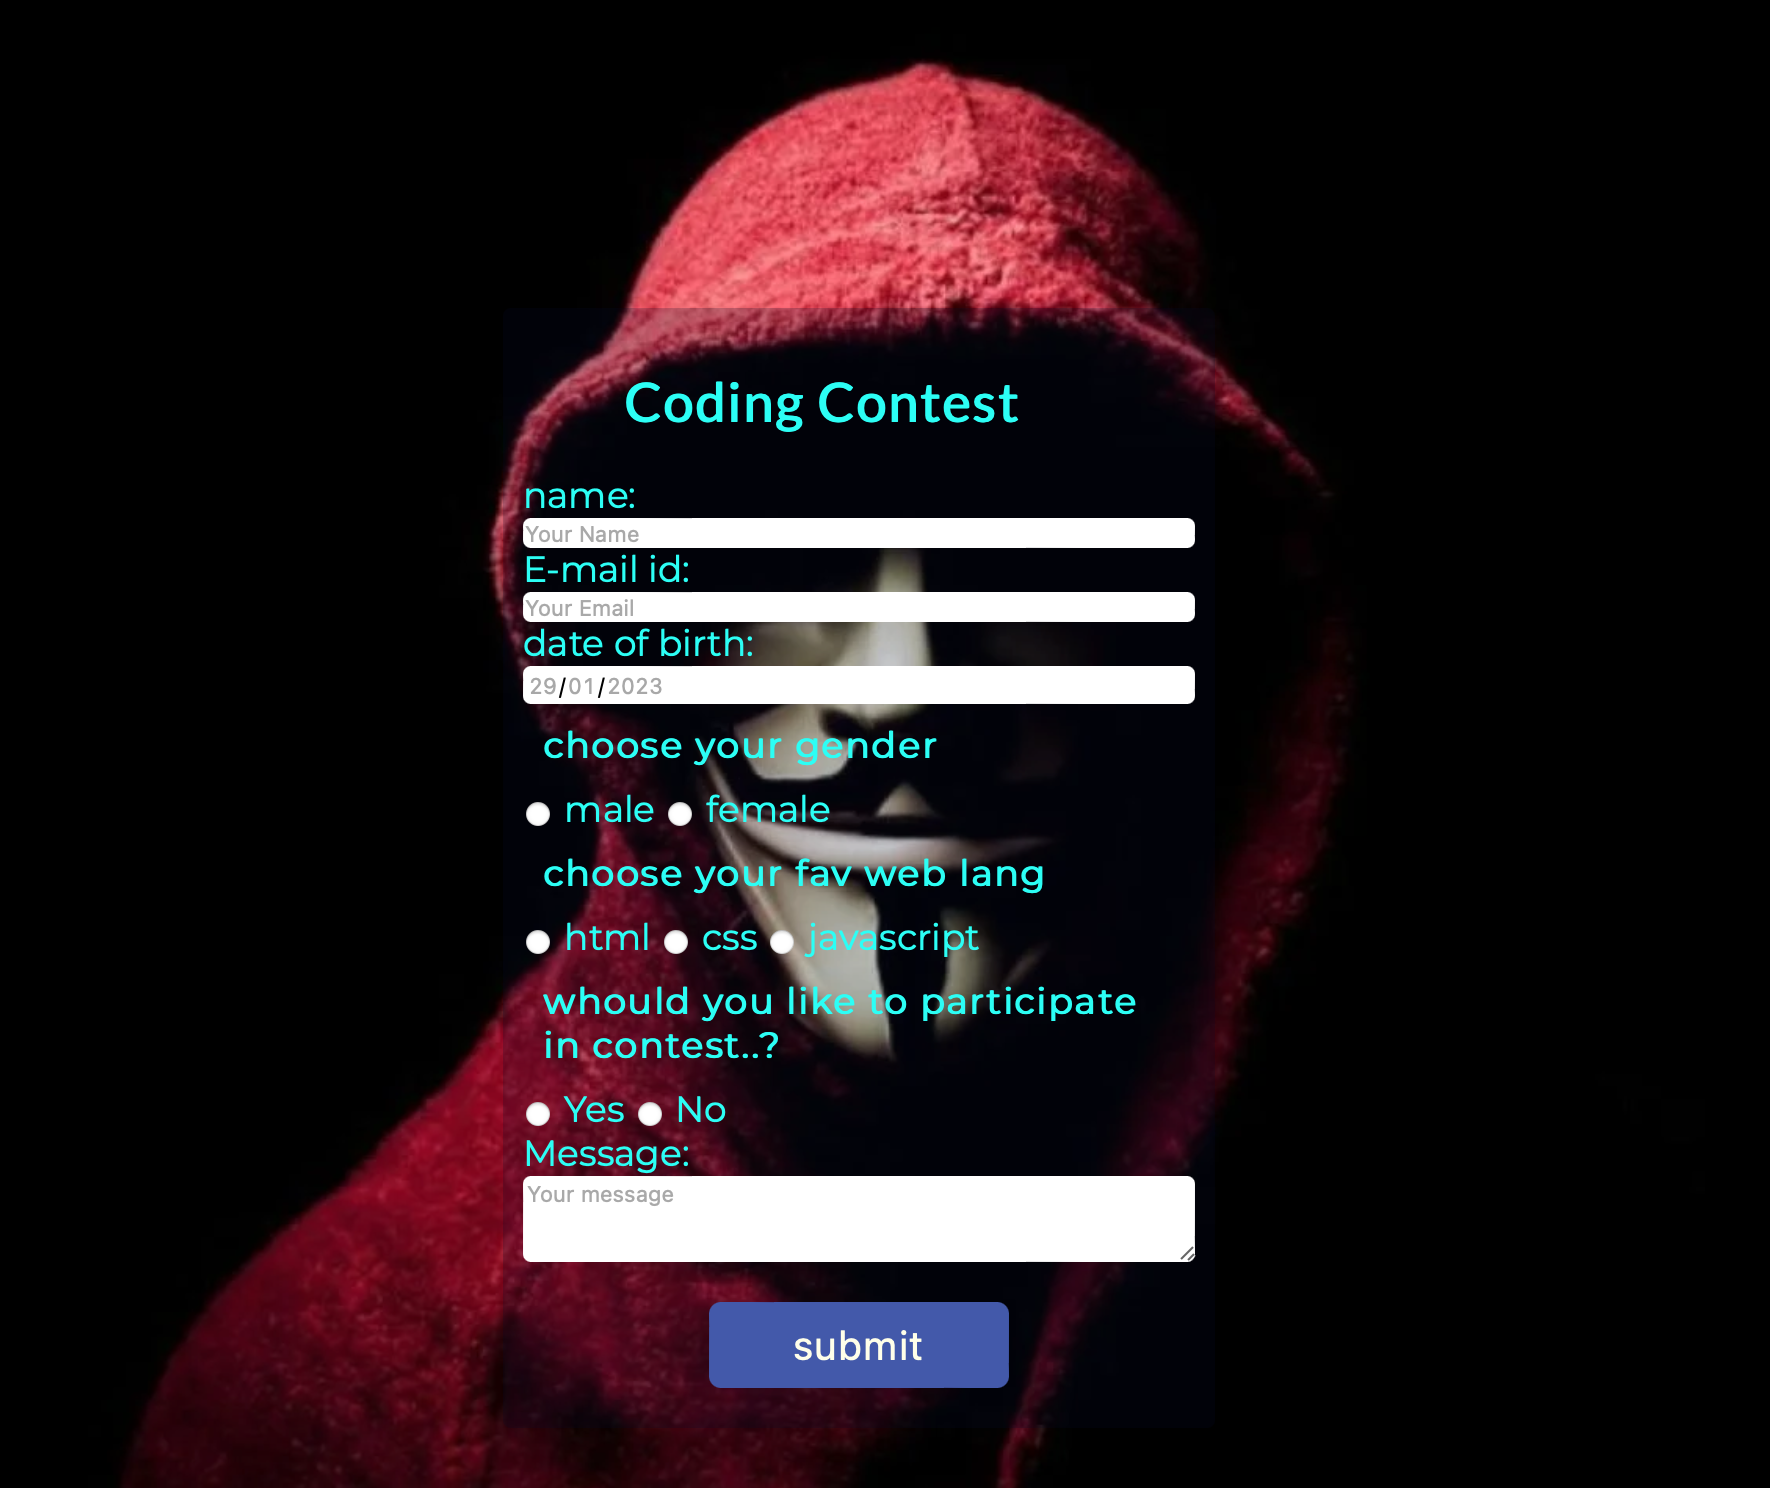 Coding Contest
name:
Your Name
E-mail id:
Your Email
date of birth:
29/01/2023
choose your gender
male female
choose your fav web lang
html css javascript
whould you like to participate
in contest..?
Yes No
Message:
Your message
submit